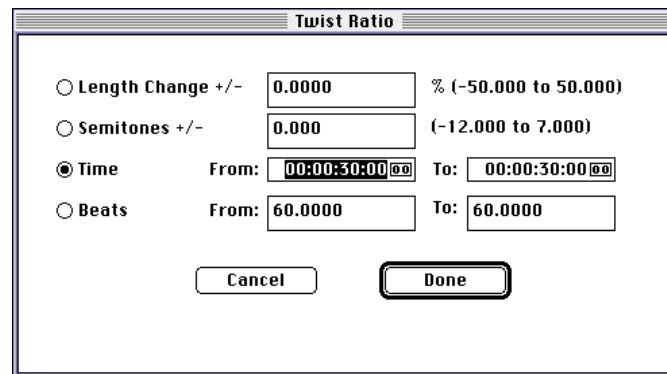 Twist Ratio
Length Change +/- 0.0000 % (-50.000 to 50.000)
Semitones +/- 0.000 (-12.000 to 7.000)
Time From: 00:00:30:00 00 To: 00:00:30:00 00
Beats From: 60.0000 To: 60.0000
Cancel Done